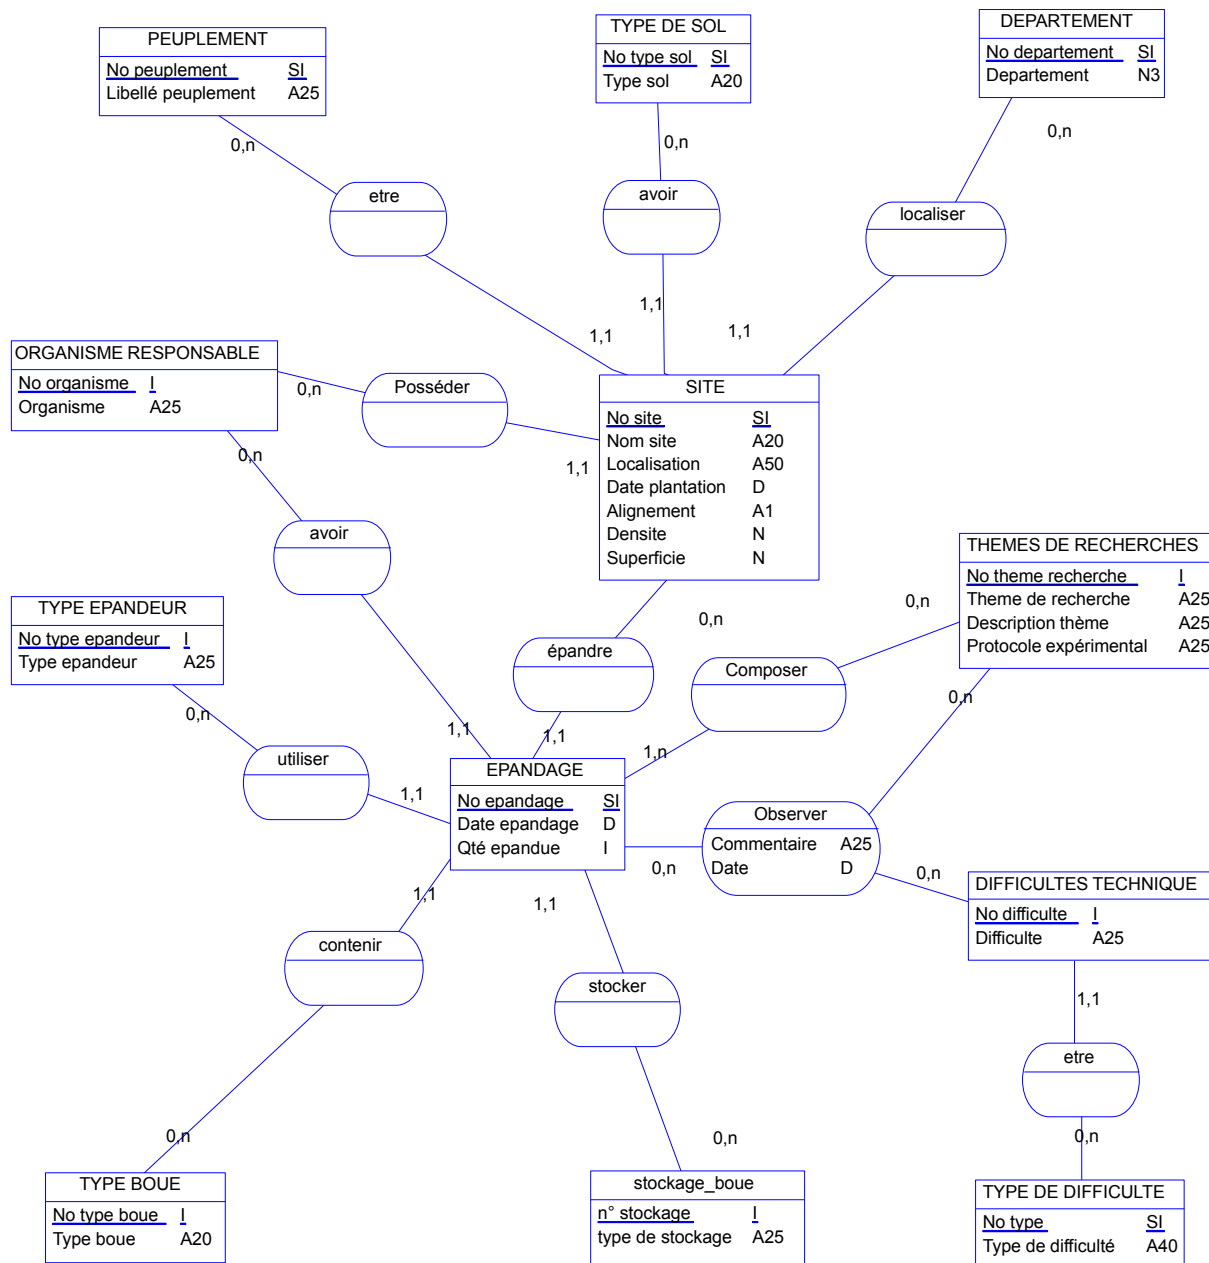 PEUPLEMENT
No peuplement SI
Libellé peuplement A25
TYPE DE SOL
No type sol SI
Type sol A20
DEPARTEMENT
No departement SI
Departement N3
0,n
0,n
0,n
etre
avoir
localiser
1,1
1,1
1,1
ORGANISME RESPONSABLE
No organisme I
Organisme A25
0,n
Posséder
1,1
SITE
No site SI
Nom site A20
Localisation A50
Date plantation D
Alignement A1
Densite N
Superficie N
0,n
avoir
TYPE EPANDEUR
No type epandeur I
Type epandeur A25
THEMES DE RECHERCHES
No theme recherche I
Theme de recherche A25
Description thème A25
Protocole expérimental A25
0,n
épandre
0,n
Composer
0,n
utiliser
1,1
1,1
1,1
1,n
0,n
EPANDAGE
No epandage SI
Date epandage D
Qté epandue I
0,n
Observer
Commentaire A25
Date D
0,n
DIFFICULTES TECHNIQUE
No difficulte I
Difficulte A25
1,1
1,1
contenir
stocker
1,1
etre
0,n
0,n
0,n
TYPE BOUE
No type boue I
Type boue A20
stockage_boue
n° stockage I
type de stockage A25
TYPE DE DIFFICULTE
No type SI
Type de difficulté A40